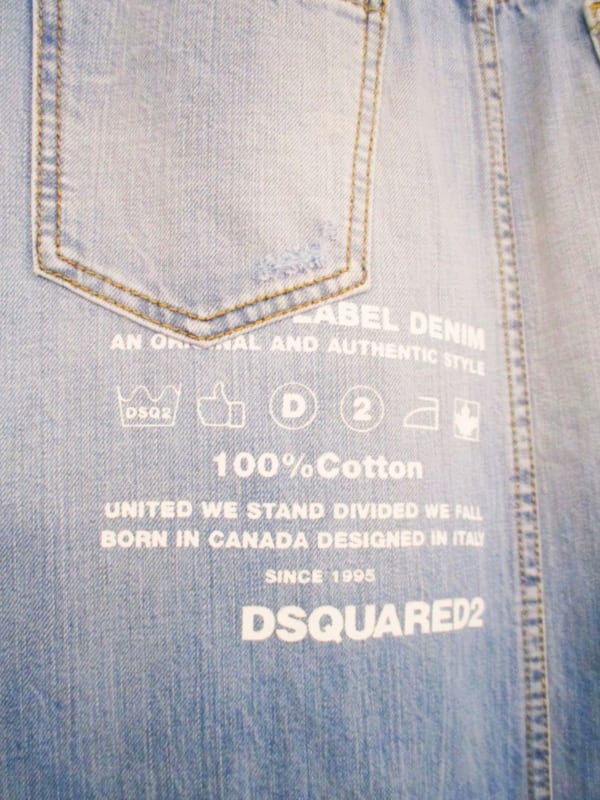 LABEL DENIM
AN ORIGINAL AND AUTHENTIC STYLE
DSQ2 D 2
100%Cotton
UNITED WE STAND DIVIDED WE FALL
BORN IN CANADA DESIGNED IN ITALY
SINCE 1995
DSQUARED2